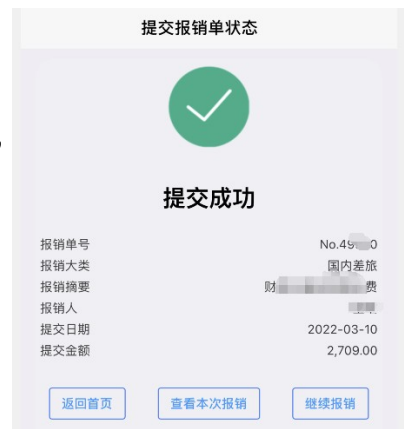 提交报销单状态
提交成功
报销单号
报销大类 国内差旅
报销摘要
报销人
提交日期 2022-03-10
提交金额 2,709.00
返回首页 查看本次报销 继续报销